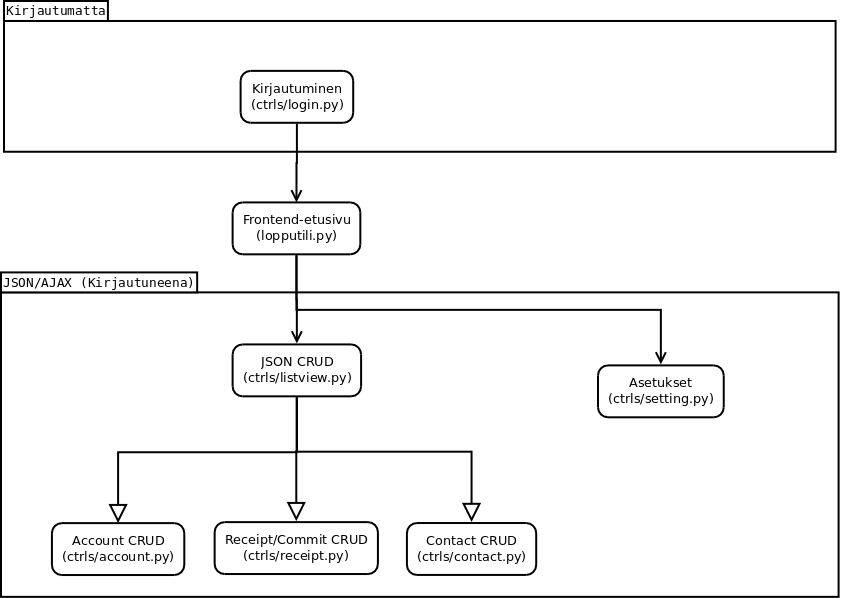 Kirjautumatta
Kirjautuminen
(ctrls/login.py)
Frontend-etusivu
(lopputili.py)
JSON/AJAX (Kirjautuneena)
JSON CRUD
(ctrls/listview.py)
Asetukset
(ctrls/setting.py)
Account CRUD
(ctrls/account.py)
Receipt/Commit CRUD
(ctrls/receipt.py)
Contact CRUD
(ctrls/contact.py)